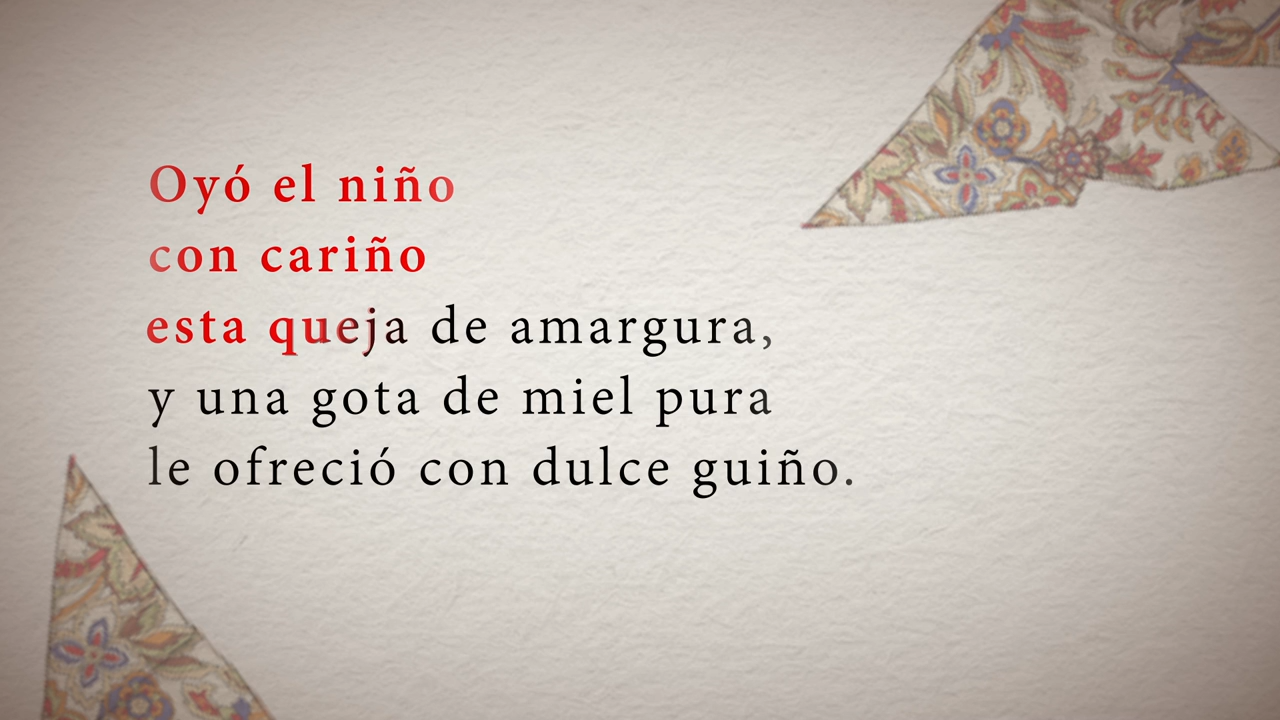 Oyó el niño
con cariño
esta queja de amargura,
y una gota de miel pura
le ofreció con dulce guiño.